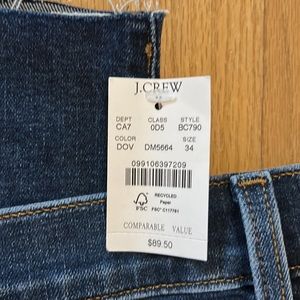 J.CREW
DEPT CLASS STYLE
CA7 0D5 BC790
COLOR SIZE
DOV DM5664 34
099106397209
RECYCLED
Paper
FSC FSC® C117791
COMPARABLE VALUE
$89.50